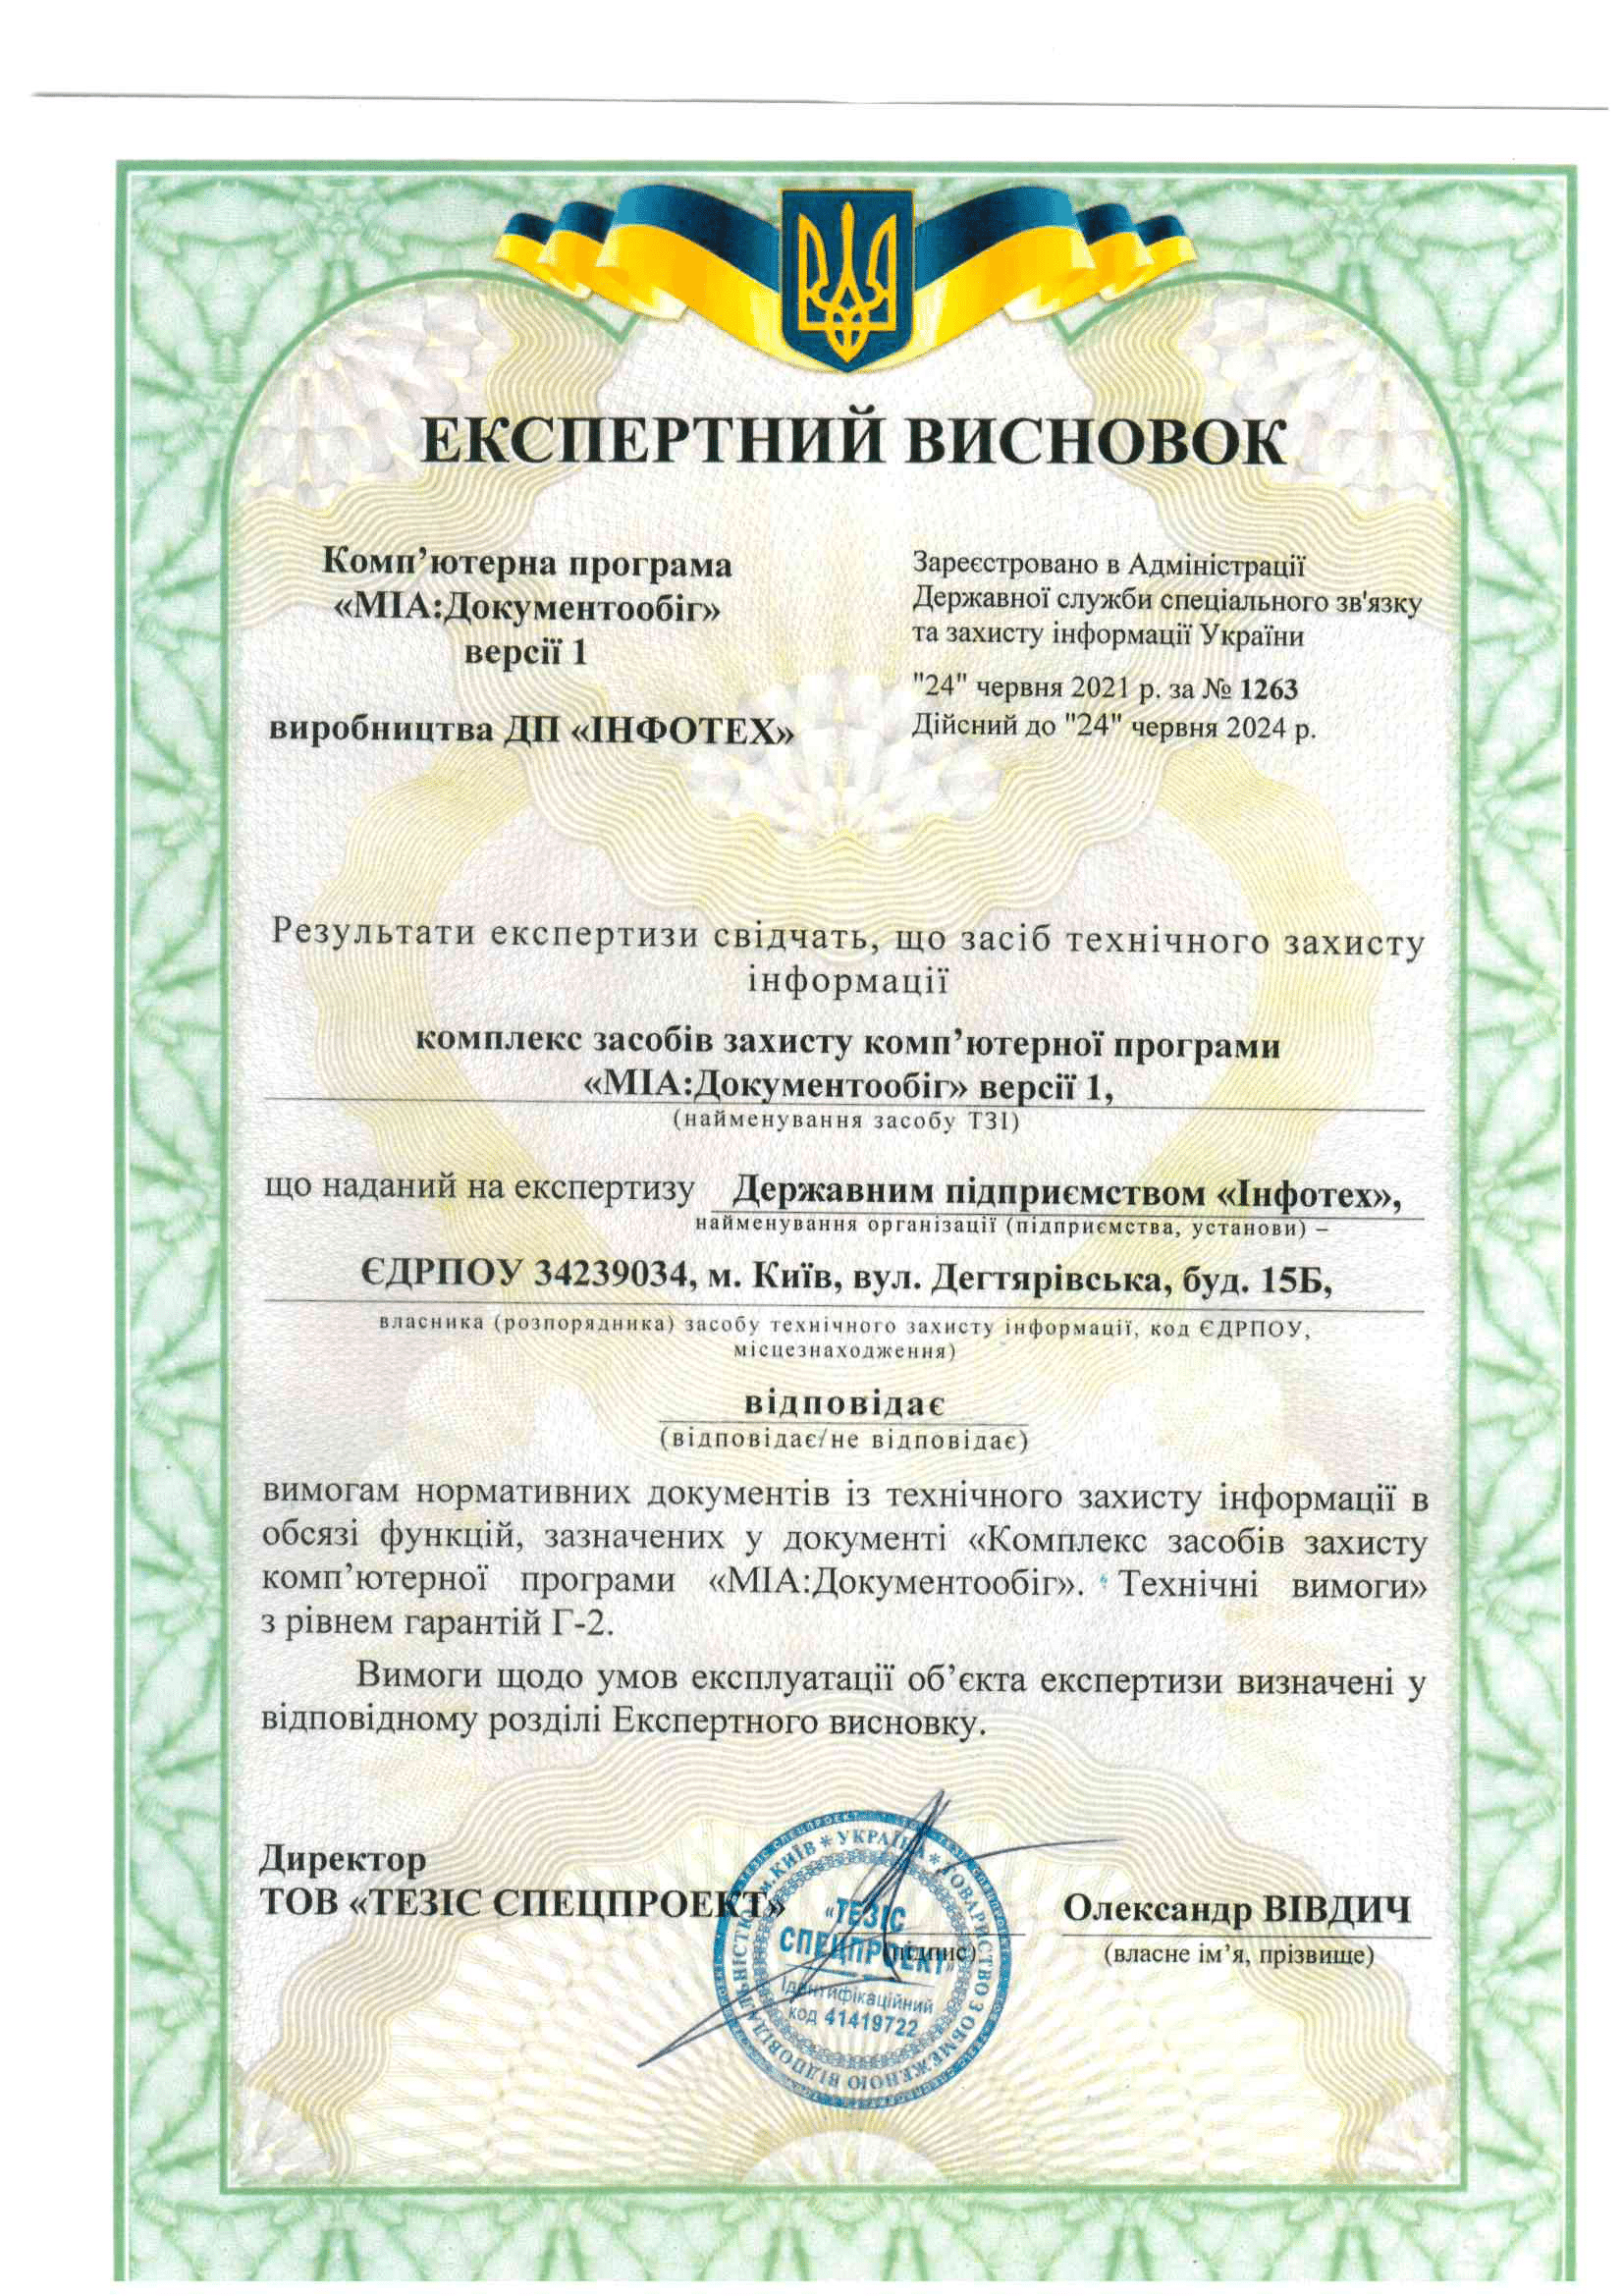 ЕКСПЕРТНИЙ ВИСНОВОК
Комп’ютерна програма
«МІА:Документообіг»
версії 1
виробництва ДП «ІНФОТЕХ»
Зареєстровано в Адміністрації
Державної служби спеціального зв'язку
та захисту інформації України
"24" червня 2021 р. за № 1263
Дійсний до "24" червня 2024 р.
Результати експертизи свідчать, що засіб технічного захисту
інформації
комплекс засобів захисту комп’ютерної програми
«МІА:Документообіг» версії 1,
(найменування засобу ТЗІ)
що наданий на експертизу Державним підприємством «Інфотех»,
найменування організації (підприємства, установи) –
ЄДРПОУ 34239034, м. Київ, вул. Дегтярівська, буд. 15Б,
власника (розпорядника) засобу технічного захисту інформації, код ЄДРПОУ,
місцезнаходження)
відповідає
(відповідає/не відповідає)
вимогам нормативних документів із технічного захисту інформації в
обсязі функцій, зазначених у документі «Комплекс засобів захисту
комп’ютерної програми «МІА:Документообіг». Технічні вимоги»
з рівнем гарантій Г-2.
Вимоги щодо умов експлуатації об’єкта експертизи визначені у
відповідному розділі Експертного висновку.
Директор
ТОВ «ТЕЗІС СПЕЦПРОЕКТ»
(підпис)
Олександр ВІВДИЧ
(власне ім’я, прізвище)
м.КИЇВ * УКРАЇНА * ТОВАРИСТВО З ОБМЕЖЕНОЮ ВІДПОВІДАЛЬНІСТЮ
«ТЕЗІС
СПЕЦПРОЕКТ»
Ідентифікаційний
код 41419722